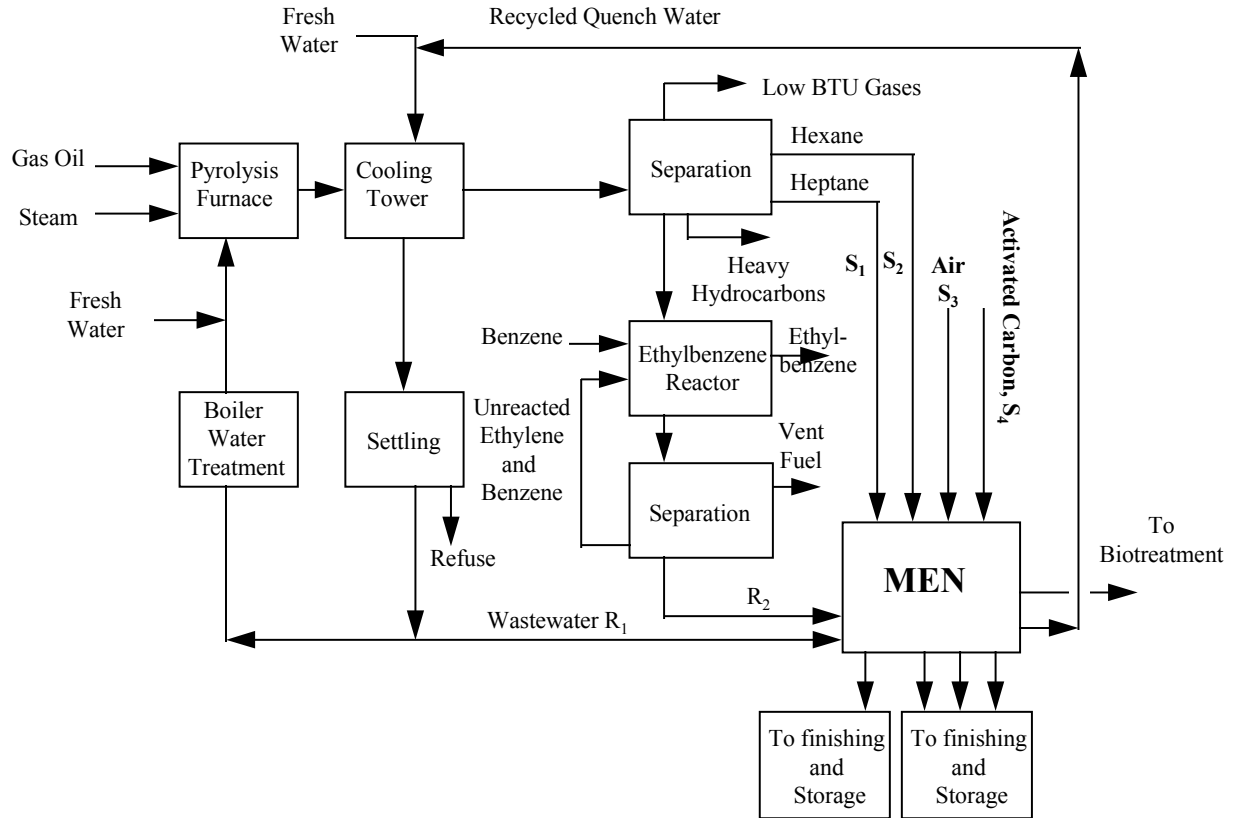 Fresh
Water
Recycled Quench Water
Low BTU Gases
Gas Oil
Steam
Pyrolysis
Furnace
Cooling
Tower
Separation
Hexane
Heptane
Heavy
Hydrocarbons
S1
S2
Air
S3
Activated Carbon, S4
Fresh
Water
Benzene
Ethylbenzene
Reactor
Ethyl-
benzene
Boiler
Water
Treatment
Settling
Unreacted
Ethylene
and
Benzene
Vent
Fuel
Separation
Refuse
MEN
To
Biotreatment
R2
Wastewater R1
To finishing
and
Storage
To finishing
and
Storage